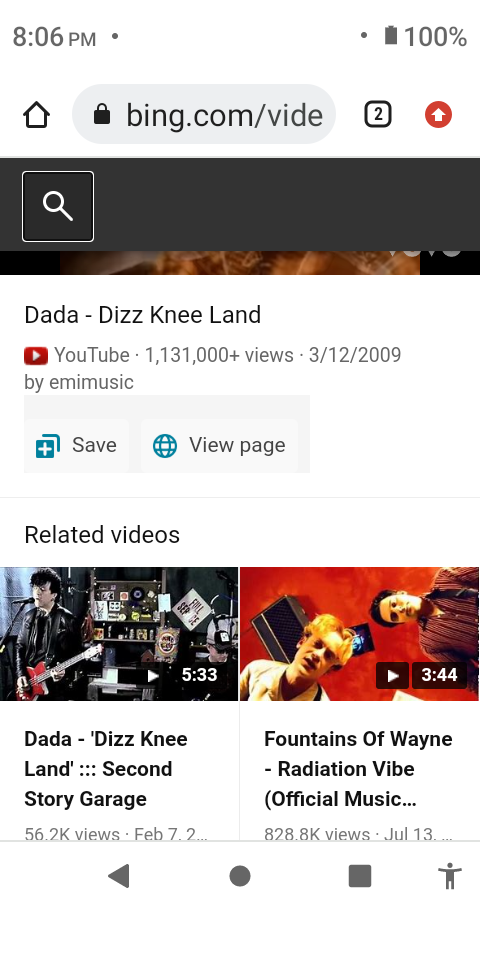 8:06 PM
100%
bing.com/vide
2
Dada - Dizz Knee Land
YouTube · 1,131,000+ views · 3/12/2009
by emimusic
Save
View page
Related videos
5:33
3:44
Dada - 'Dizz Knee
Land' ::: Second
Story Garage
56.2K views · Feb 7, 2…
Fountains Of Wayne
- Radiation Vibe
(Official Music…
828.8K views · Jul 13, …